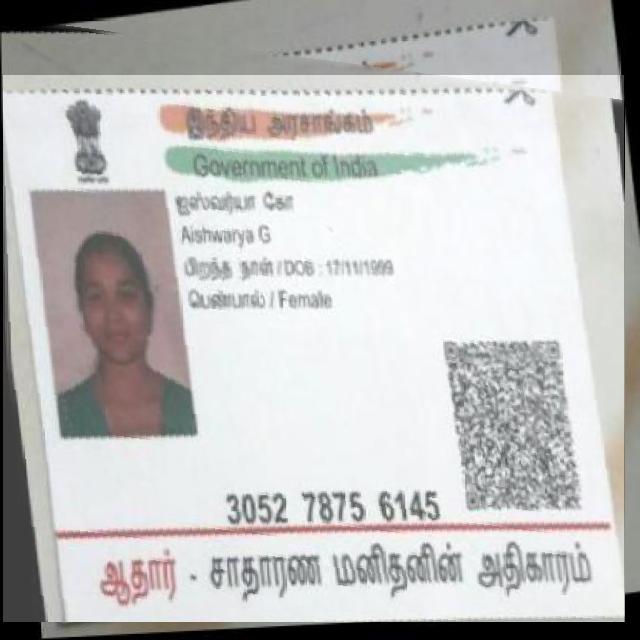 இந்திய அரசாங்கம்
Government of India
ஐஸ்வர்யா கோ
Aishwarya G
பிறந்த நாள் / DOB : 17/11/1999
பெண்பால் / Female
3052 7875 6145
ஆதார் - சாதாரண மனிதனின் அதிகாரம்